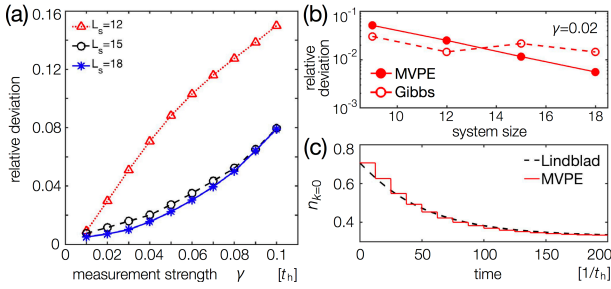 (a)
0.16
0.12
0.08
0.04
0
relative deviation
L_s=12
L_s=15
L_s=18
0 0.02 0.04 0.06 0.08 0.1
measurement strength γ [t_h]
(b)
10^-1
10^-2
10^-3
relative
deviation
γ=0.02
MVPE
Gibbs
10 12 14 16 18
system size
(c)
0.8
0.6
0.4
n_k=0
Lindblad
MVPE
0 50 100 150 200
time [1/t_h]